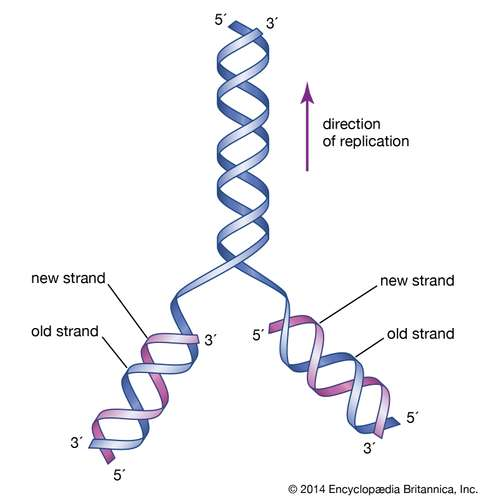 5´ 3´
direction
of replication
new strand
new strand
old strand
old strand
3´
5´
3´
5´
5´
3´
© 2014 Encyclopædia Britannica, Inc.